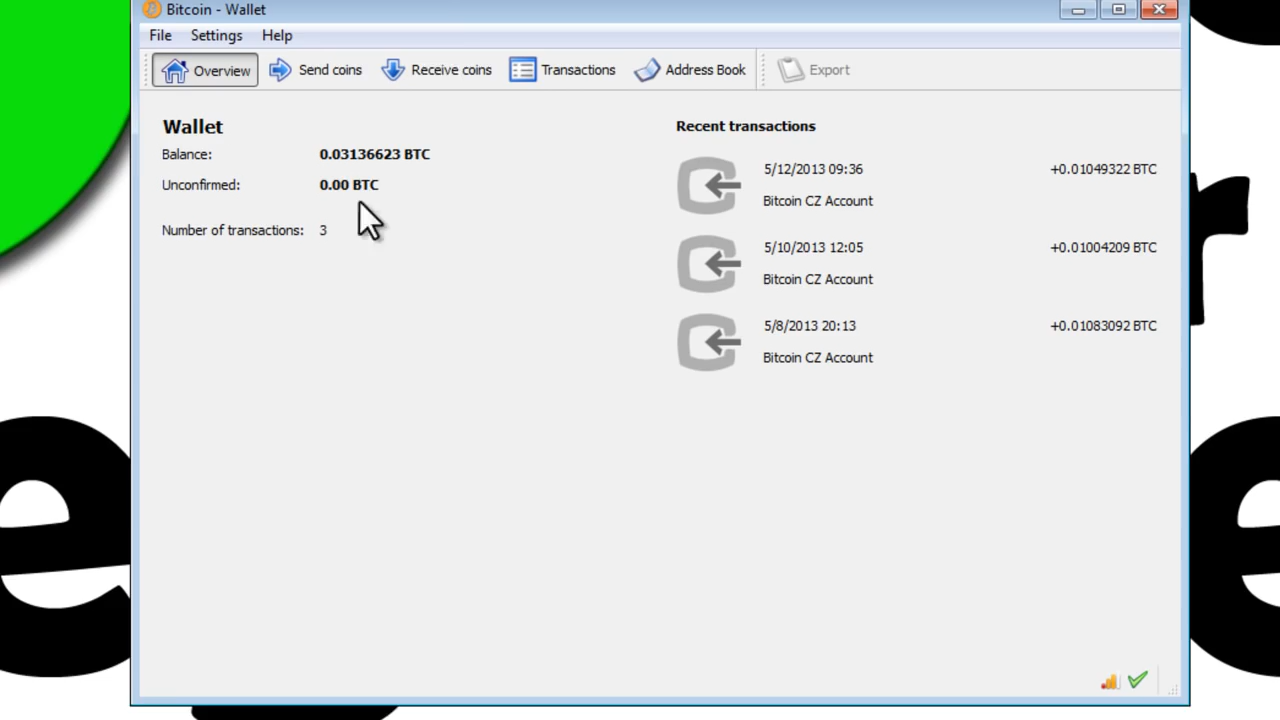 Bitcoin - Wallet
File Settings Help
Overview Send coins Receive coins Transactions Address Book Export
Wallet
Balance: 0.03136623 BTC
Unconfirmed: 0.00 BTC
Number of transactions: 3
Recent transactions
5/12/2013 09:36 +0.01049322 BTC
Bitcoin CZ Account
5/10/2013 12:05 +0.01004209 BTC
Bitcoin CZ Account
5/8/2013 20:13 +0.01083092 BTC
Bitcoin CZ Account